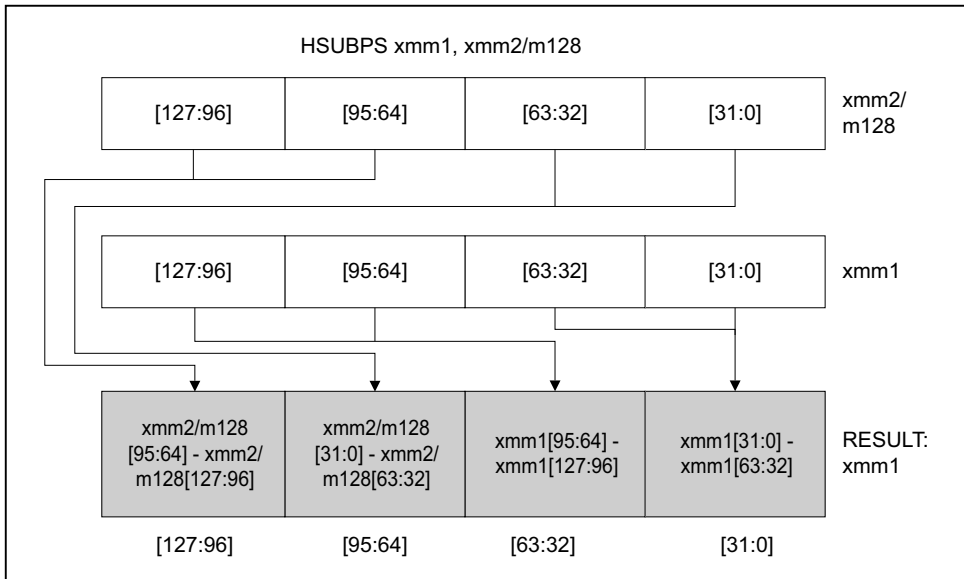 HSUBPS xmm1, xmm2/m128
[127:96] [95:64] [63:32] [31:0] xmm2/
m128
[127:96] [95:64] [63:32] [31:0] xmm1
xmm2/m128
[95:64] - xmm2/
m128[127:96]
xmm2/m128
[31:0] - xmm2/
m128[63:32]
xmm1[95:64] -
xmm1[127:96]
xmm1[31:0] -
xmm1[63:32]
RESULT:
xmm1
[127:96] [95:64] [63:32] [31:0]